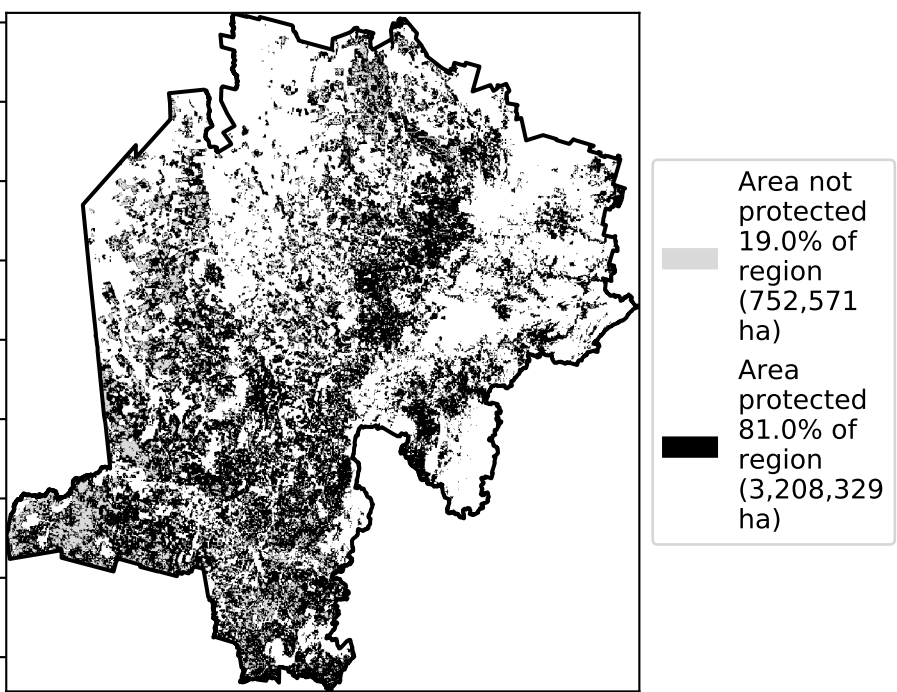 Area not
protected
19.0% of
region
(752,571
ha)
Area
protected
81.0% of
region
(3,208,329
ha)